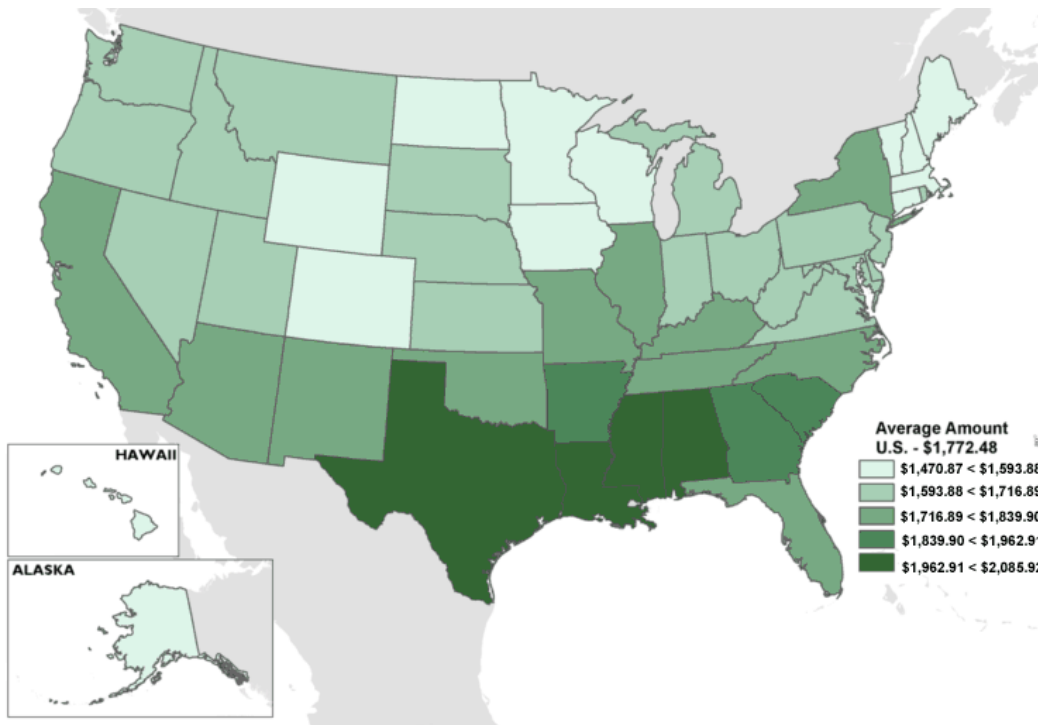 HAWAII
ALASKA
Average Amount
U.S. - $1,772.48
$1,470.87 < $1,593.88
$1,593.88 < $1,716.89
$1,716.89 < $1,839.90
$1,839.90 < $1,962.91
$1,962.91 < $2,085.92